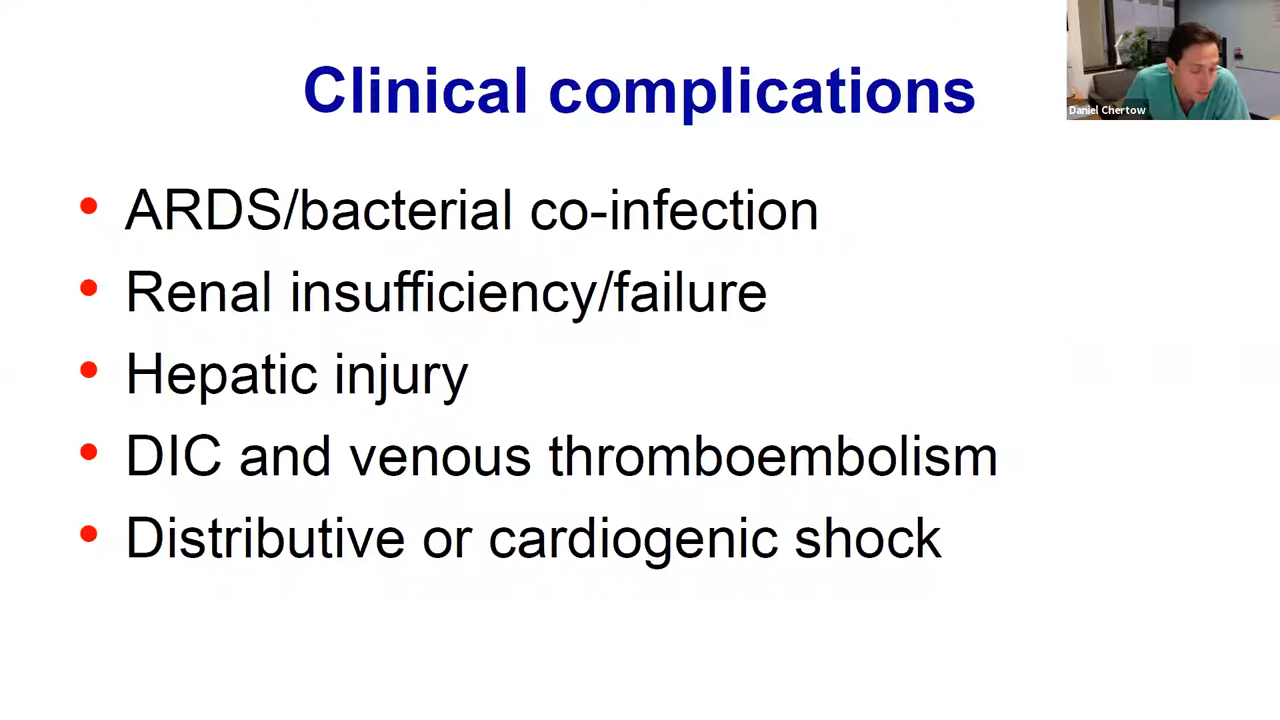 Clinical complications
Daniel Chertow
• ARDS/bacterial co-infection
• Renal insufficiency/failure
• Hepatic injury
• DIC and venous thromboembolism
• Distributive or cardiogenic shock